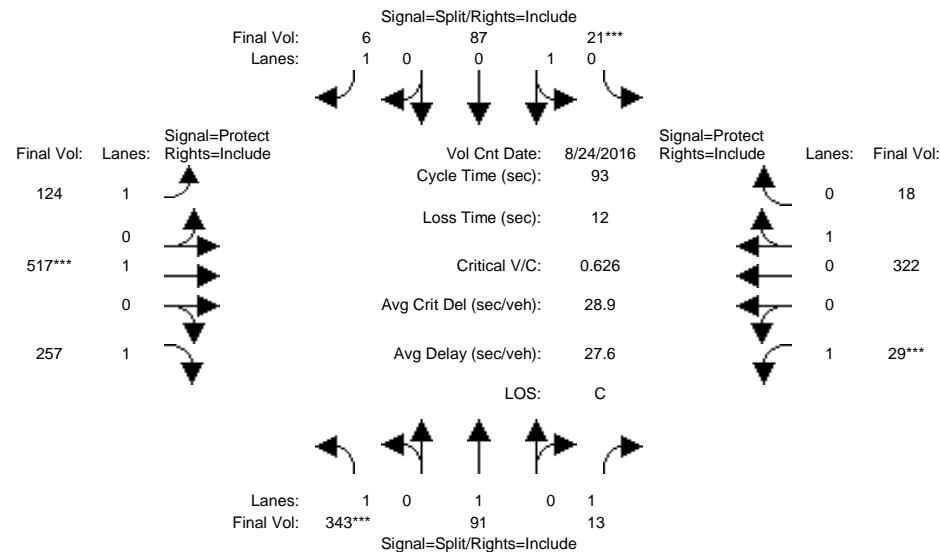 Signal=Split/Rights=Include
Final Vol: 6 87 21***
Lanes: 1 0 0 1 0
Signal=Protect Signal=Protect
Final Vol: Lanes: Rights=Include Vol Cnt Date: 8/24/2016 Rights=Include Lanes: Final Vol:
Cycle Time (sec): 93
124 1 0 18
Loss Time (sec): 12
0 1
517*** 1 Critical V/C: 0.626 0 322
0 Avg Crit Del (sec/veh): 28.9 0
257 1 Avg Delay (sec/veh): 27.6 1 29***
LOS: C
Lanes: 1 0 1 0 1
Final Vol: 343*** 91 13
Signal=Split/Rights=Include